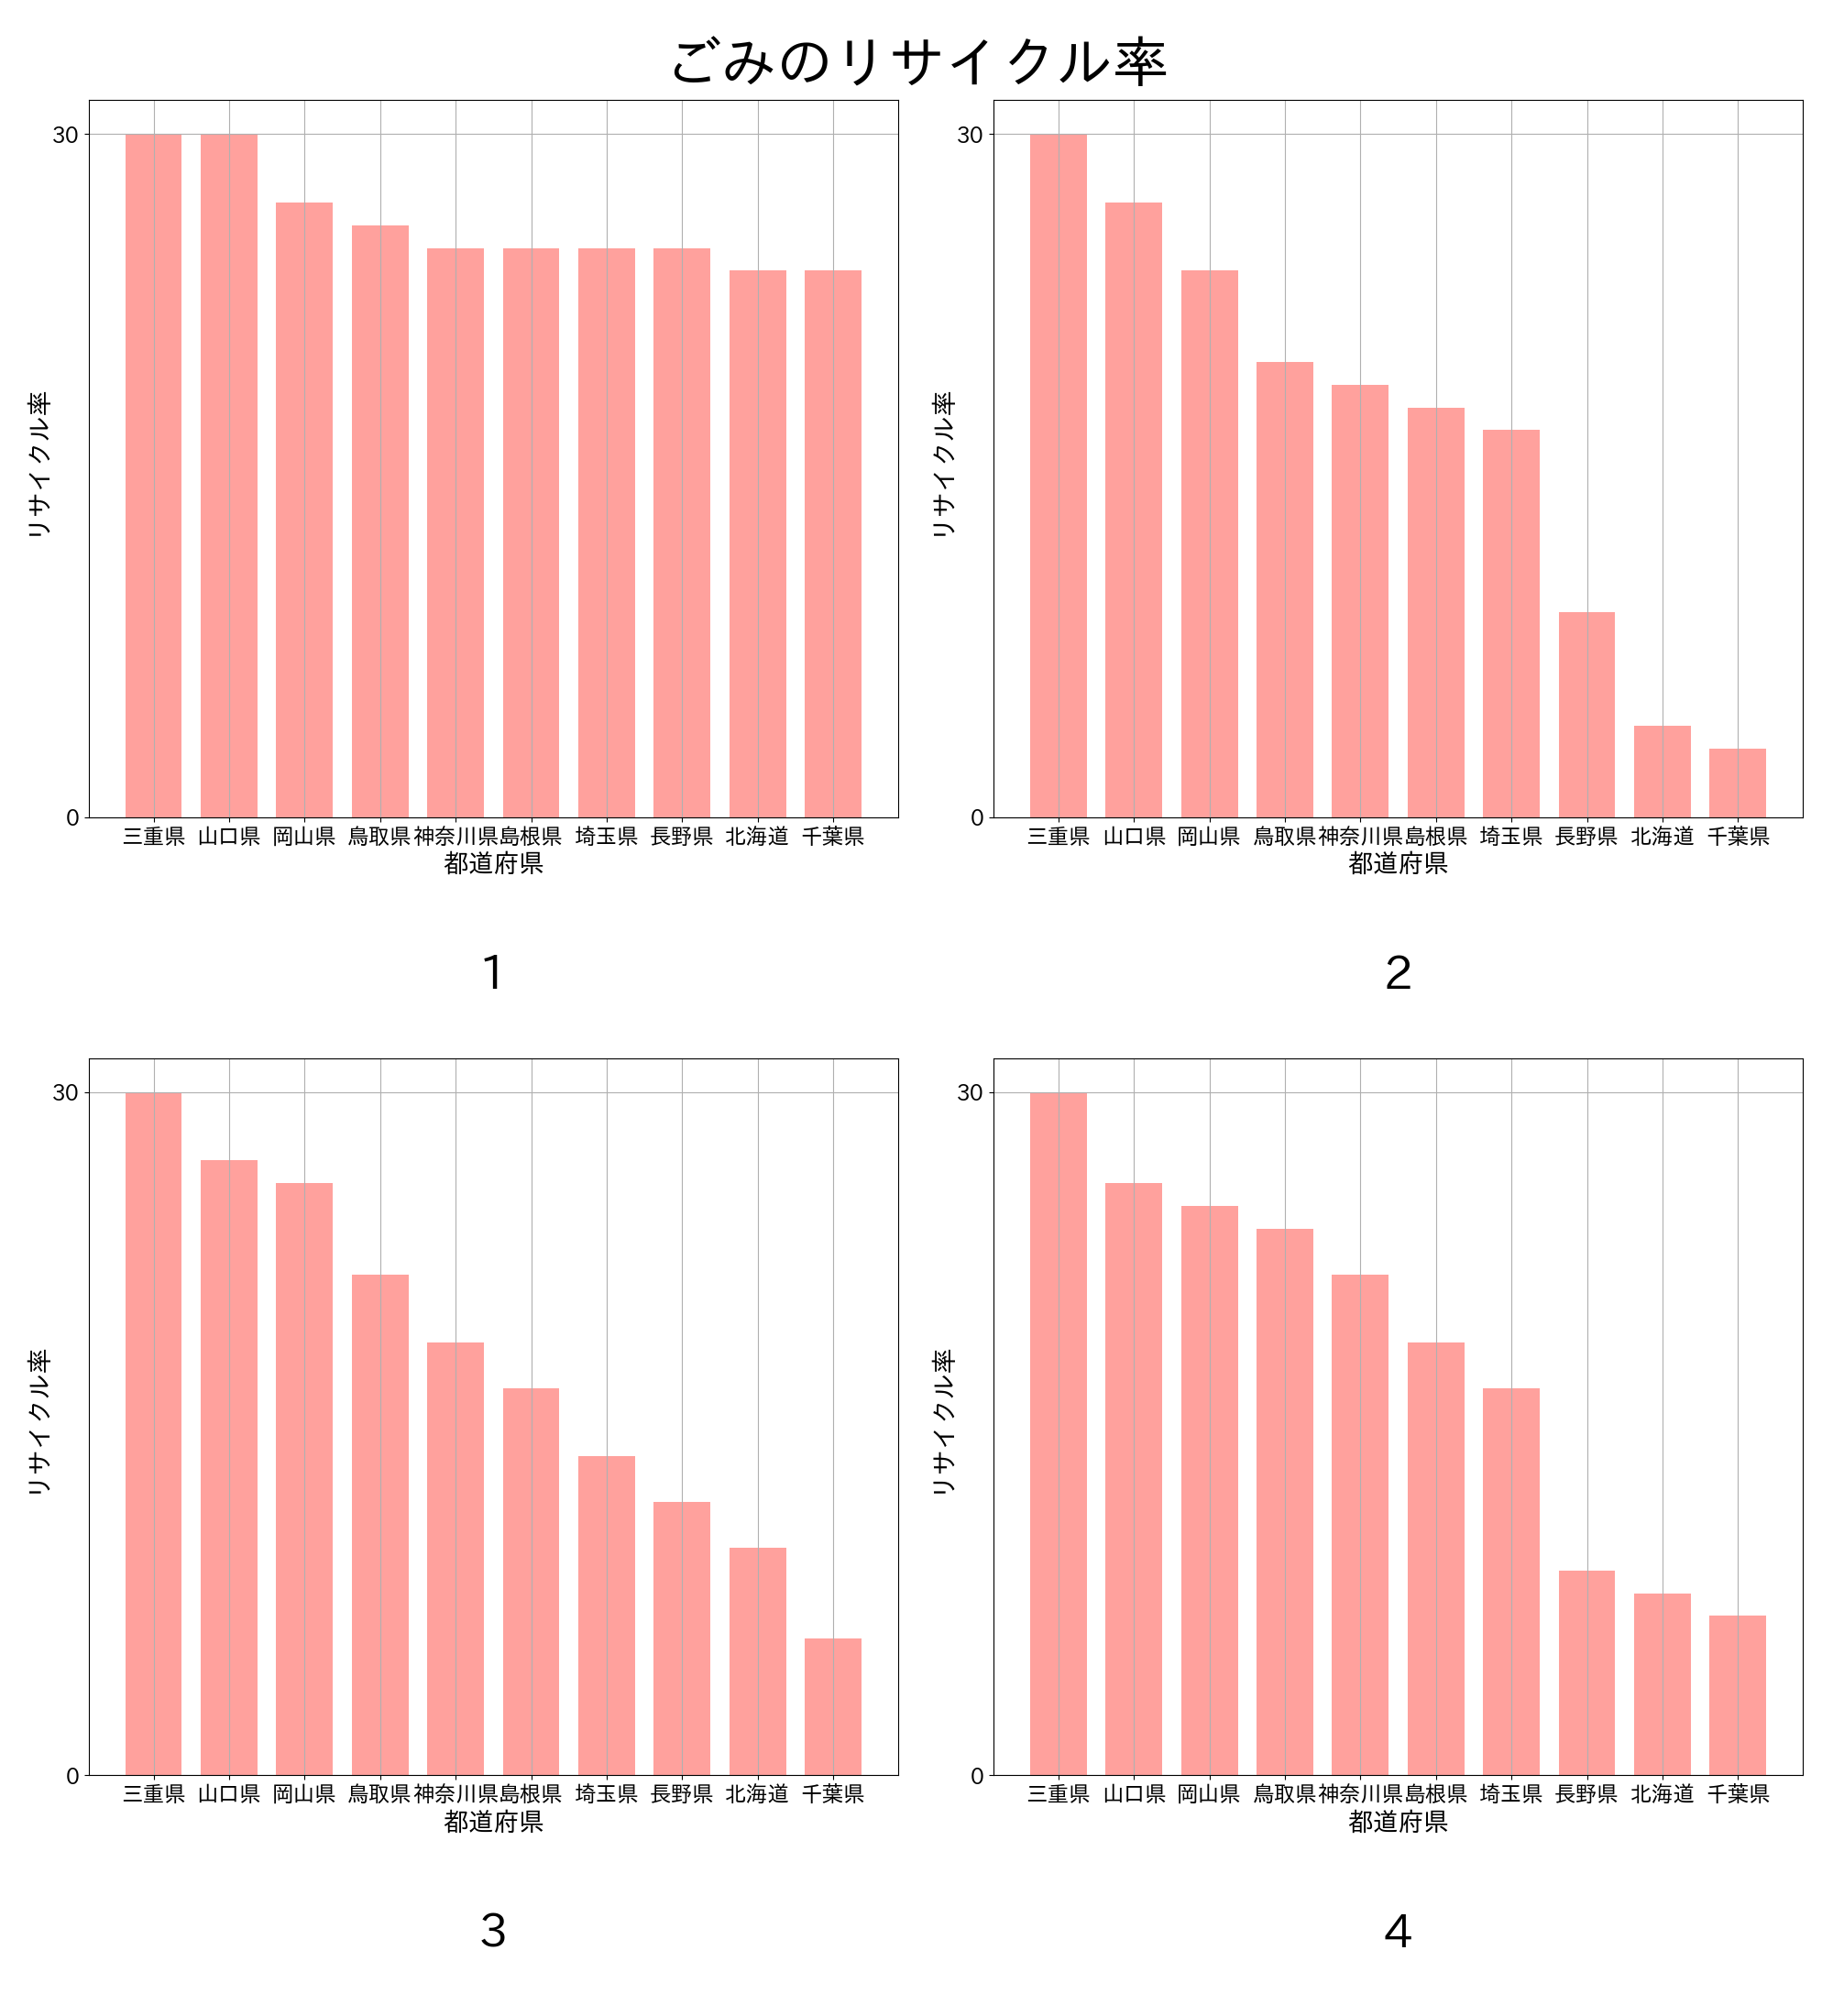 ごみのリサイクル率
リサイクル率
30
0
三重県 山口県 岡山県 鳥取県 神奈川県 島根県 埼玉県 長野県 北海道 千葉県
都道府県
1
リサイクル率
30
0
三重県 山口県 岡山県 鳥取県 神奈川県 島根県 埼玉県 長野県 北海道 千葉県
都道府県
2
リサイクル率
30
0
三重県 山口県 岡山県 鳥取県 神奈川県 島根県 埼玉県 長野県 北海道 千葉県
都道府県
3
リサイクル率
30
0
三重県 山口県 岡山県 鳥取県 神奈川県 島根県 埼玉県 長野県 北海道 千葉県
都道府県
4